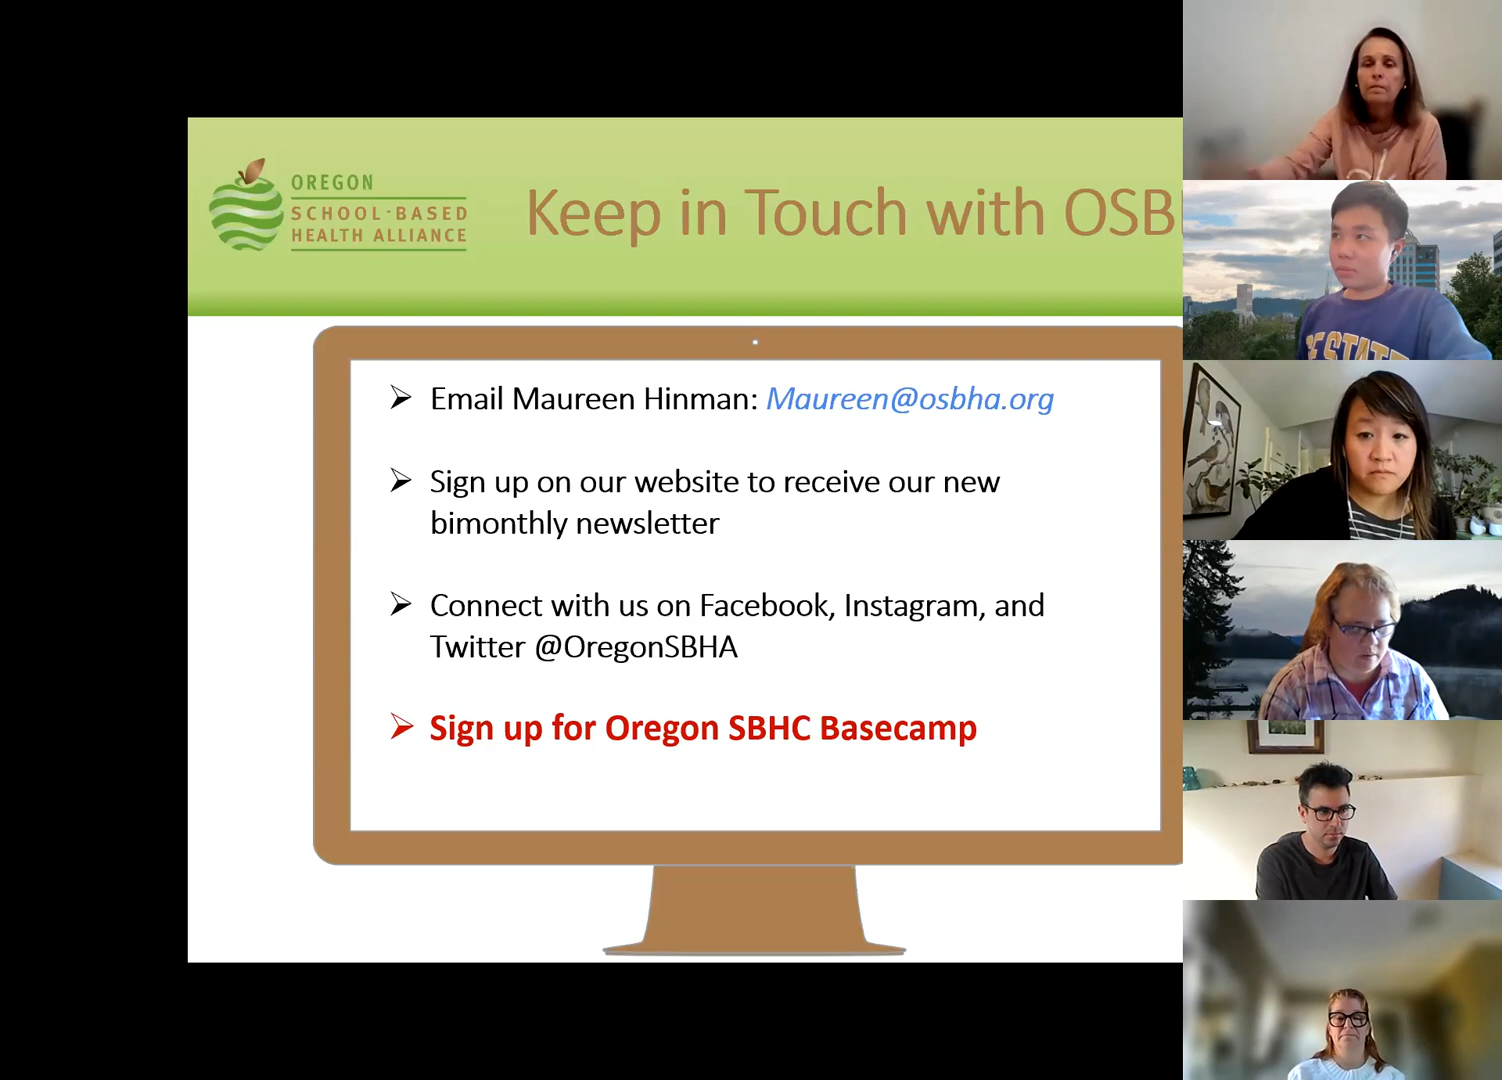 OREGON
SCHOOL-BASED
HEALTH ALLIANCE
Keep in Touch with OSB
➢ Email Maureen Hinman: Maureen@osbha.org
➢ Sign up on our website to receive our new
bimonthly newsletter
➢ Connect with us on Facebook, Instagram, and
Twitter @OregonSBHA
➢ Sign up for Oregon SBHC Basecamp
STATE